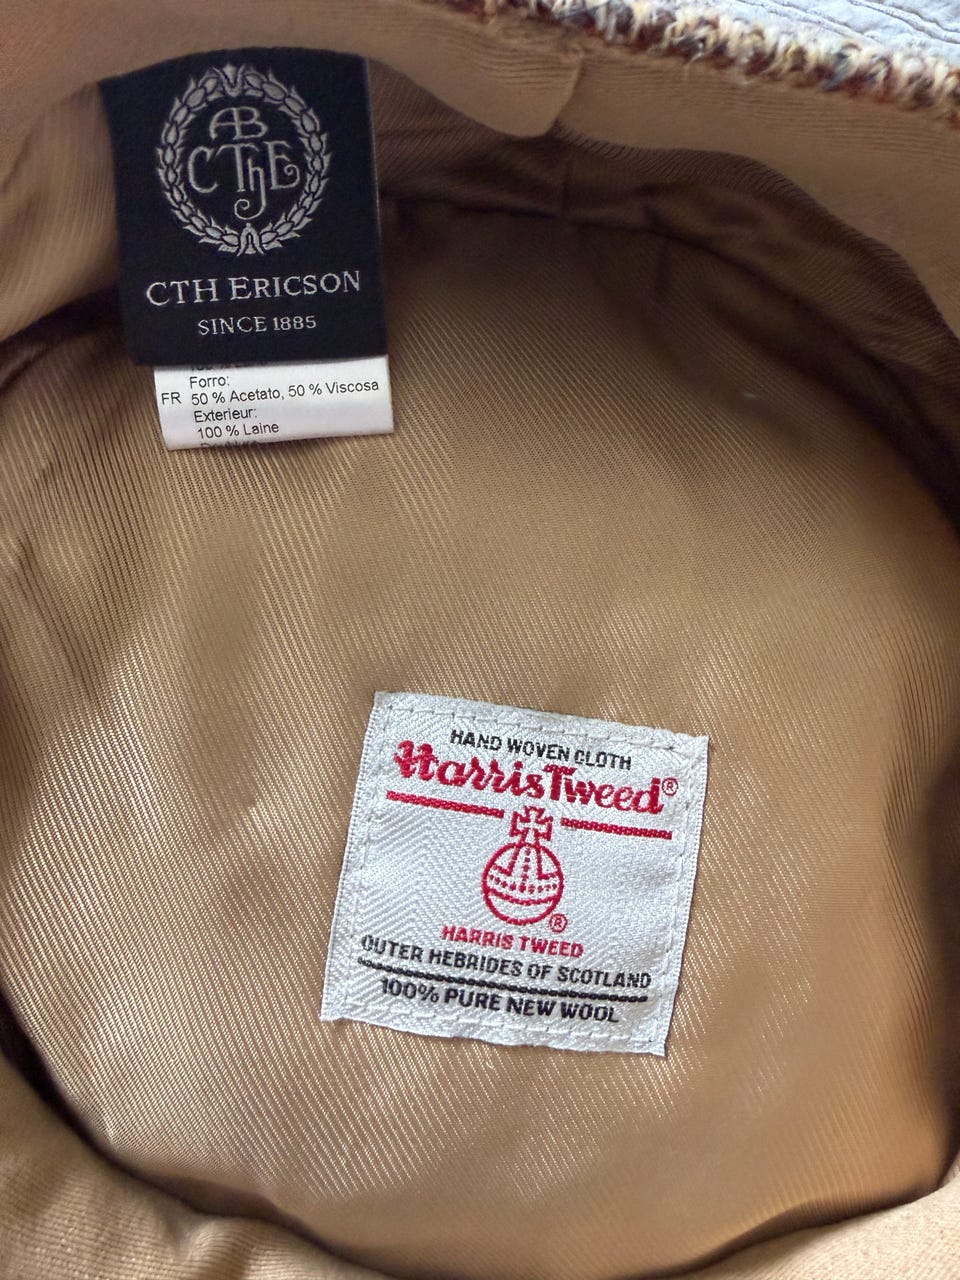 AB
CThE
CTH ERICSON
SINCE 1885
Forro:
FR 50 % Acetato, 50 % Viscosa
Exterieur:
100 % Laine
HAND WOVEN CLOTH
Harris Tweed®
®
HARRIS TWEED
OUTER HEBRIDES OF SCOTLAND
100% PURE NEW WOOL